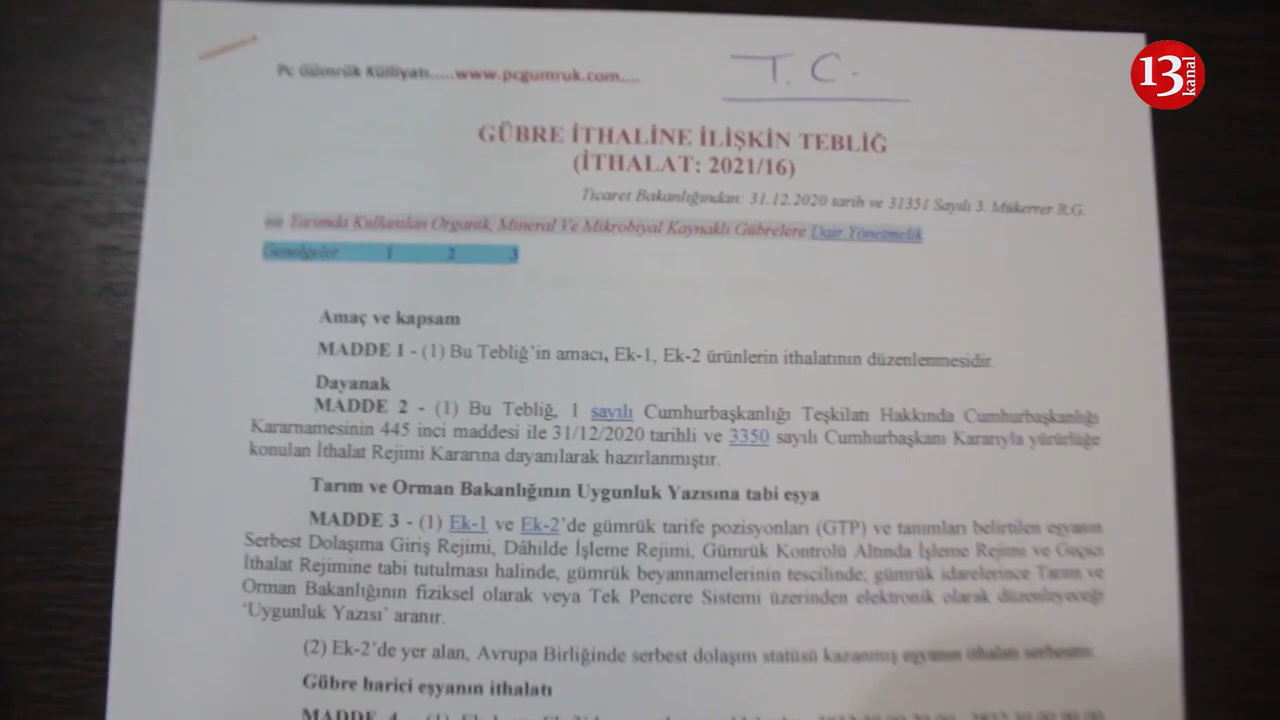 13
kanal
T. C.
Pc Gümrük Külliyatı.....www.pcgumruk.com....
GÜBRE İTHALİNE İLİŞKİN TEBLİĞ
(İTHALAT: 2021/16)
Ticaret Bakanlığından: 31.12.2020 tarih ve 31351 Sayılı 3. Mükerrer R.G.
Tarımda Kullanılan Organik, Mineral Ve Mikrobiyal Kaynaklı Gübrelere Dair Yönetmelik
Genelgeler 1 2 3
Amaç ve kapsam
MADDE 1 - (1) Bu Tebliğ'in amacı, Ek-1, Ek-2 ürünlerin ithalatının düzenlenmesidir.
Dayanak
MADDE 2 - (1) Bu Tebliğ, 1 sayılı Cumhurbaşkanlığı Teşkilatı Hakkında Cumhurbaşkanlığı
Kararnamesinin 445 inci maddesi ile 31/12/2020 tarihli ve 3350 sayılı Cumhurbaşkanı Kararıyla yürürlüğe
konulan İthalat Rejimi Kararına dayanılarak hazırlanmıştır.
Tarım ve Orman Bakanlığının Uygunluk Yazısına tabi eşya
MADDE 3 - (1) Ek-1 ve Ek-2'de gümrük tarife pozisyonları (GTP) ve tanımları belirtilen eşyanın
Serbest Dolaşıma Giriş Rejimi, Dâhilde İşleme Rejimi, Gümrük Kontrolü Altında İşleme Rejimi ve Geçici
İthalat Rejimine tabi tutulması halinde, gümrük beyannamelerinin tescilinde; gümrük idarelerince Tarım ve
Orman Bakanlığının fiziksel olarak veya Tek Pencere Sistemi üzerinden elektronik olarak düzenleyeceği
'Uygunluk Yazısı' aranır.
(2) Ek-2'de yer alan, Avrupa Birliğinde serbest dolaşım statüsü kazanmış eşyanın ithalatı serbesttir.
Gübre harici eşyanın ithalatı
MADDE 4